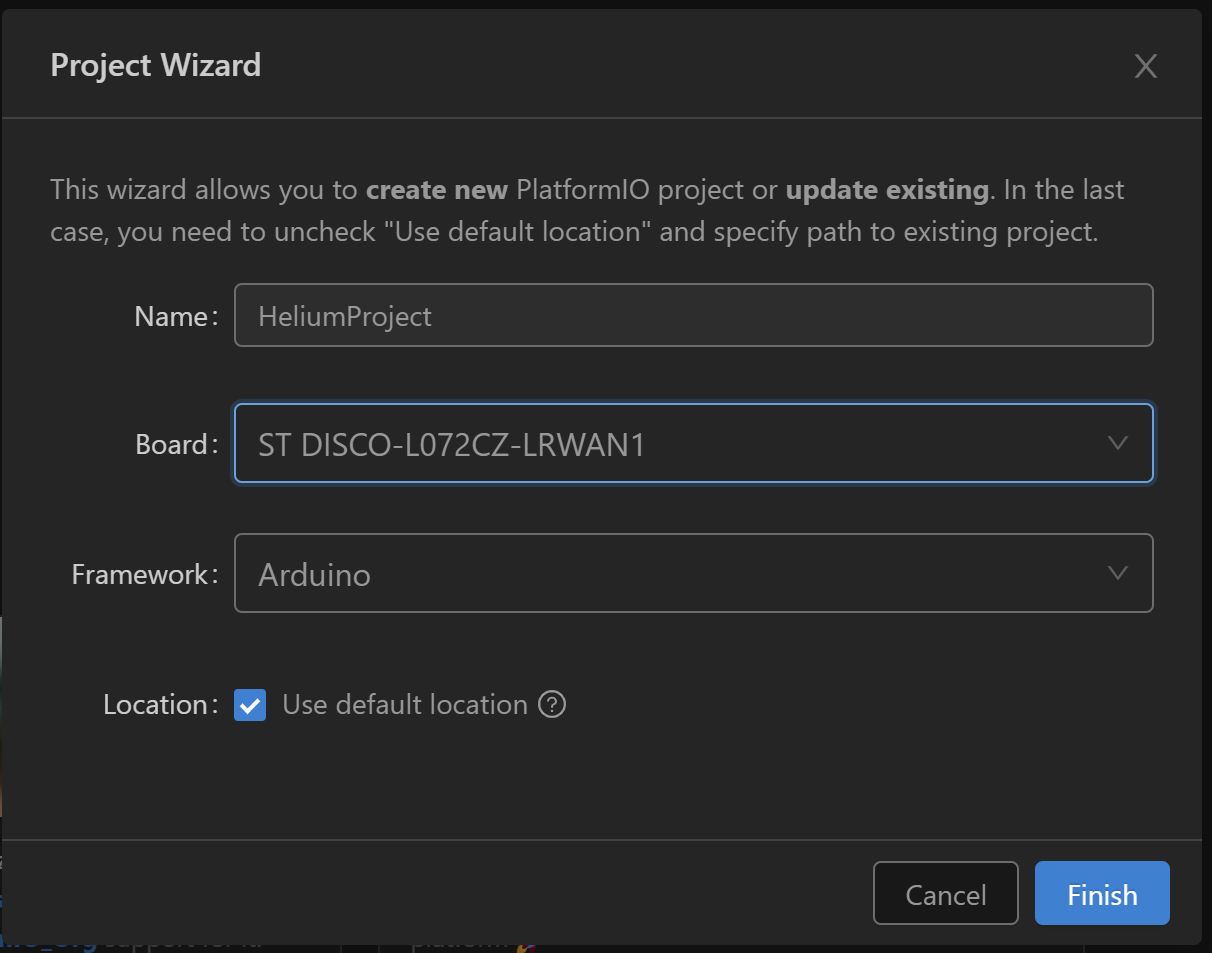 Project Wizard
This wizard allows you to create new PlatformIO project or update existing. In the last
case, you need to uncheck "Use default location" and specify path to existing project.
Name:
HeliumProject
Board:
ST DISCO-L072CZ-LRWAN1
Framework:
Arduino
Location:
Use default location
Cancel
Finish